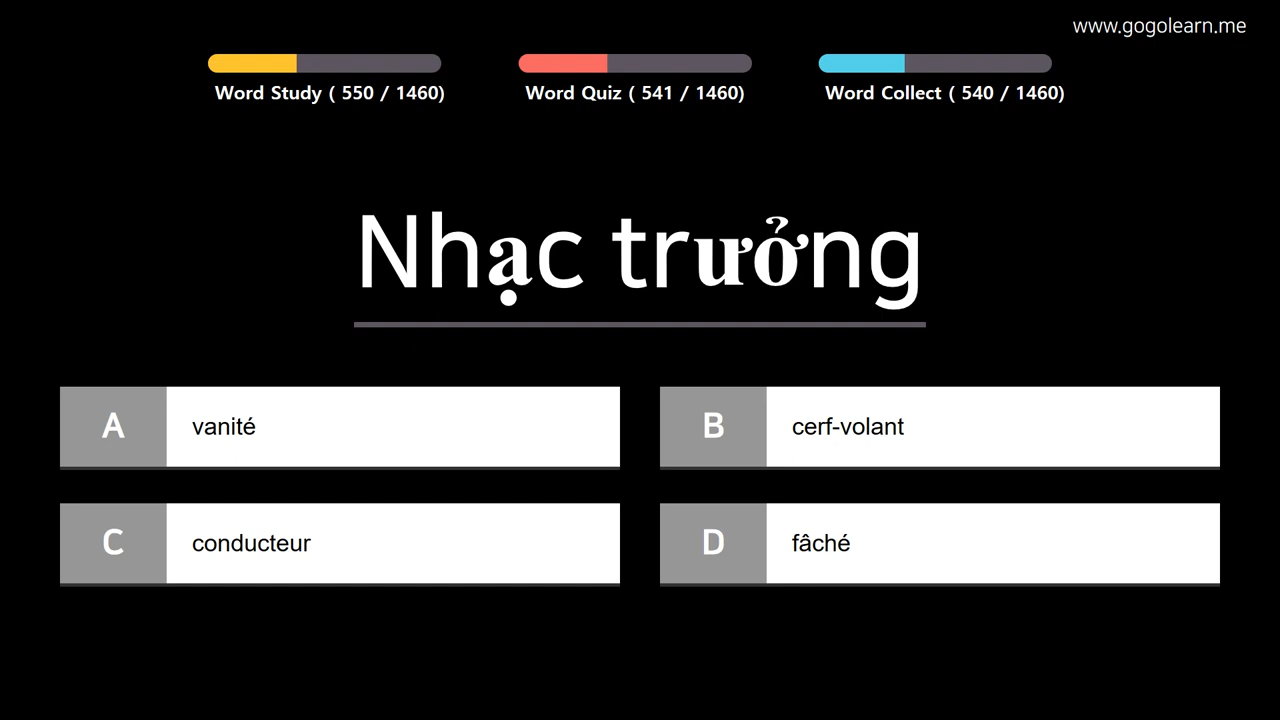 www.gogolearn.me
Word Study ( 550 / 1460)
Word Quiz ( 541 / 1460)
Word Collect ( 540 / 1460)
Nhạc trưởng
A vanité
B cerf-volant
C conducteur
D fâché